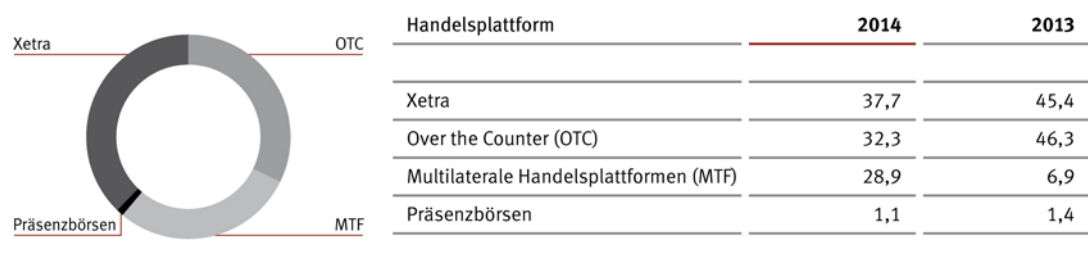 Xetra
OTC
Präsenzbörsen
MTF
Handelsplattform 2014 2013
Xetra 37,7 45,4
Over the Counter (OTC) 32,3 46,3
Multilaterale Handelsplattformen (MTF) 28,9 6,9
Präsenzbörsen 1,1 1,4